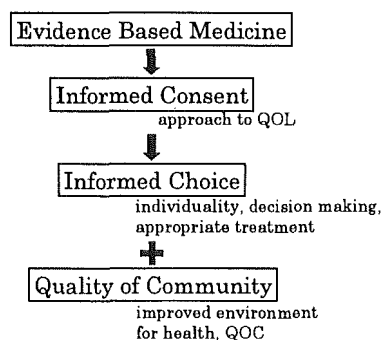 Evidence Based Medicine
Informed Consent
approach to QOL
Informed Choice
individuality, decision making,
appropriate treatment
Quality of Community
improved environment
for health, QOC